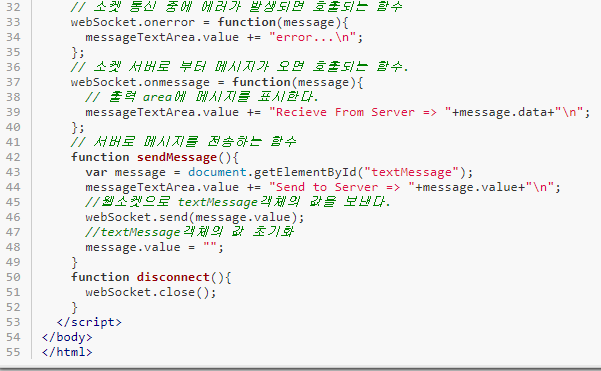 32 // 소켓 통신 중에 에러가 발생되면 호출되는 함수
33 webSocket.onerror = function(message){
34 messageTextArea.value += "error...\n";
35 };
36 // 소켓 서버로 부터 메시지가 오면 호출되는 함수.
37 webSocket.onmessage = function(message){
38 // 출력 area에 메시지를 표시한다.
39 messageTextArea.value += "Recieve From Server => "+message.data+"\n";
40 };
41 // 서버로 메시지를 전송하는 함수
42 function sendMessage(){
43 var message = document.getElementById("textMessage");
44 messageTextArea.value += "Send to Server => "+message.value+"\n";
45 //웹소켓으로 textMessage객체의 값을 보낸다.
46 webSocket.send(message.value);
47 //textMessage객체의 값 초기화
48 message.value = "";
49 }
50 function disconnect(){
51 webSocket.close();
52 }
53 </script>
54 </body>
55 </html>